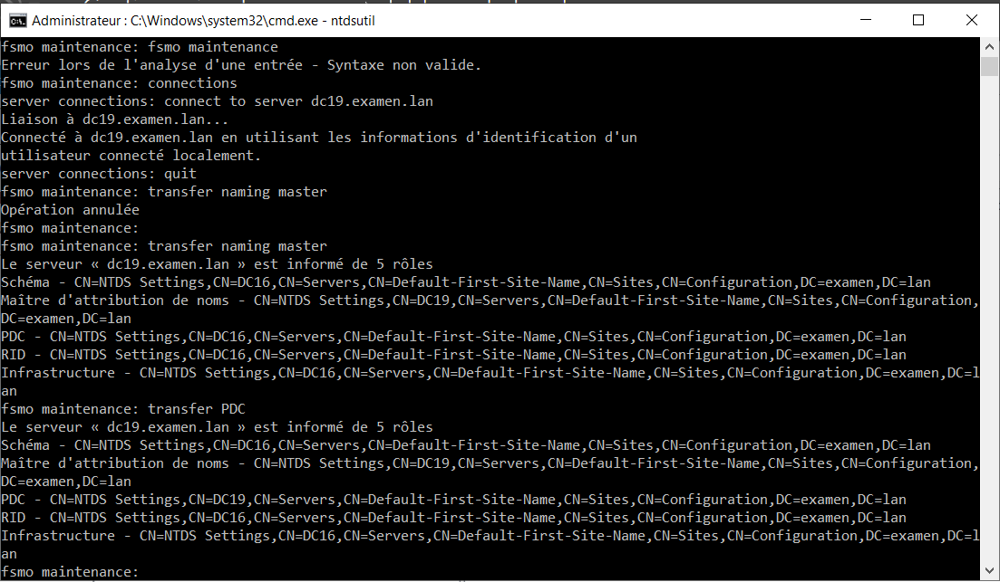 Administrateur : C:\Windows\system32\cmd.exe - ntdsutil
fsmo maintenance: fsmo maintenance
Erreur lors de l'analyse d'une entrée - Syntaxe non valide.
fsmo maintenance: connections
server connections: connect to server dc19.examen.lan
Liaison à dc19.examen.lan...
Connecté à dc19.examen.lan en utilisant les informations d'identification d'un
utilisateur connecté localement.
server connections: quit
fsmo maintenance: transfer naming master
Opération annulée
fsmo maintenance:
fsmo maintenance: transfer naming master
Le serveur « dc19.examen.lan » est informé de 5 rôles
Schéma - CN=NTDS Settings,CN=DC16,CN=Servers,CN=Default-First-Site-Name,CN=Sites,CN=Configuration,DC=examen,DC=lan
Maître d'attribution de noms - CN=NTDS Settings,CN=DC19,CN=Servers,CN=Default-First-Site-Name,CN=Sites,CN=Configuration,
DC=examen,DC=lan
PDC - CN=NTDS Settings,CN=DC16,CN=Servers,CN=Default-First-Site-Name,CN=Sites,CN=Configuration,DC=examen,DC=lan
RID - CN=NTDS Settings,CN=DC16,CN=Servers,CN=Default-First-Site-Name,CN=Sites,CN=Configuration,DC=examen,DC=lan
Infrastructure - CN=NTDS Settings,CN=DC16,CN=Servers,CN=Default-First-Site-Name,CN=Sites,CN=Configuration,DC=examen,DC=l
an
fsmo maintenance: transfer PDC
Le serveur « dc19.examen.lan » est informé de 5 rôles
Schéma - CN=NTDS Settings,CN=DC16,CN=Servers,CN=Default-First-Site-Name,CN=Sites,CN=Configuration,DC=examen,DC=lan
Maître d'attribution de noms - CN=NTDS Settings,CN=DC19,CN=Servers,CN=Default-First-Site-Name,CN=Sites,CN=Configuration,
DC=examen,DC=lan
PDC - CN=NTDS Settings,CN=DC19,CN=Servers,CN=Default-First-Site-Name,CN=Sites,CN=Configuration,DC=examen,DC=lan
RID - CN=NTDS Settings,CN=DC16,CN=Servers,CN=Default-First-Site-Name,CN=Sites,CN=Configuration,DC=examen,DC=lan
Infrastructure - CN=NTDS Settings,CN=DC16,CN=Servers,CN=Default-First-Site-Name,CN=Sites,CN=Configuration,DC=examen,DC=l
an
fsmo maintenance: